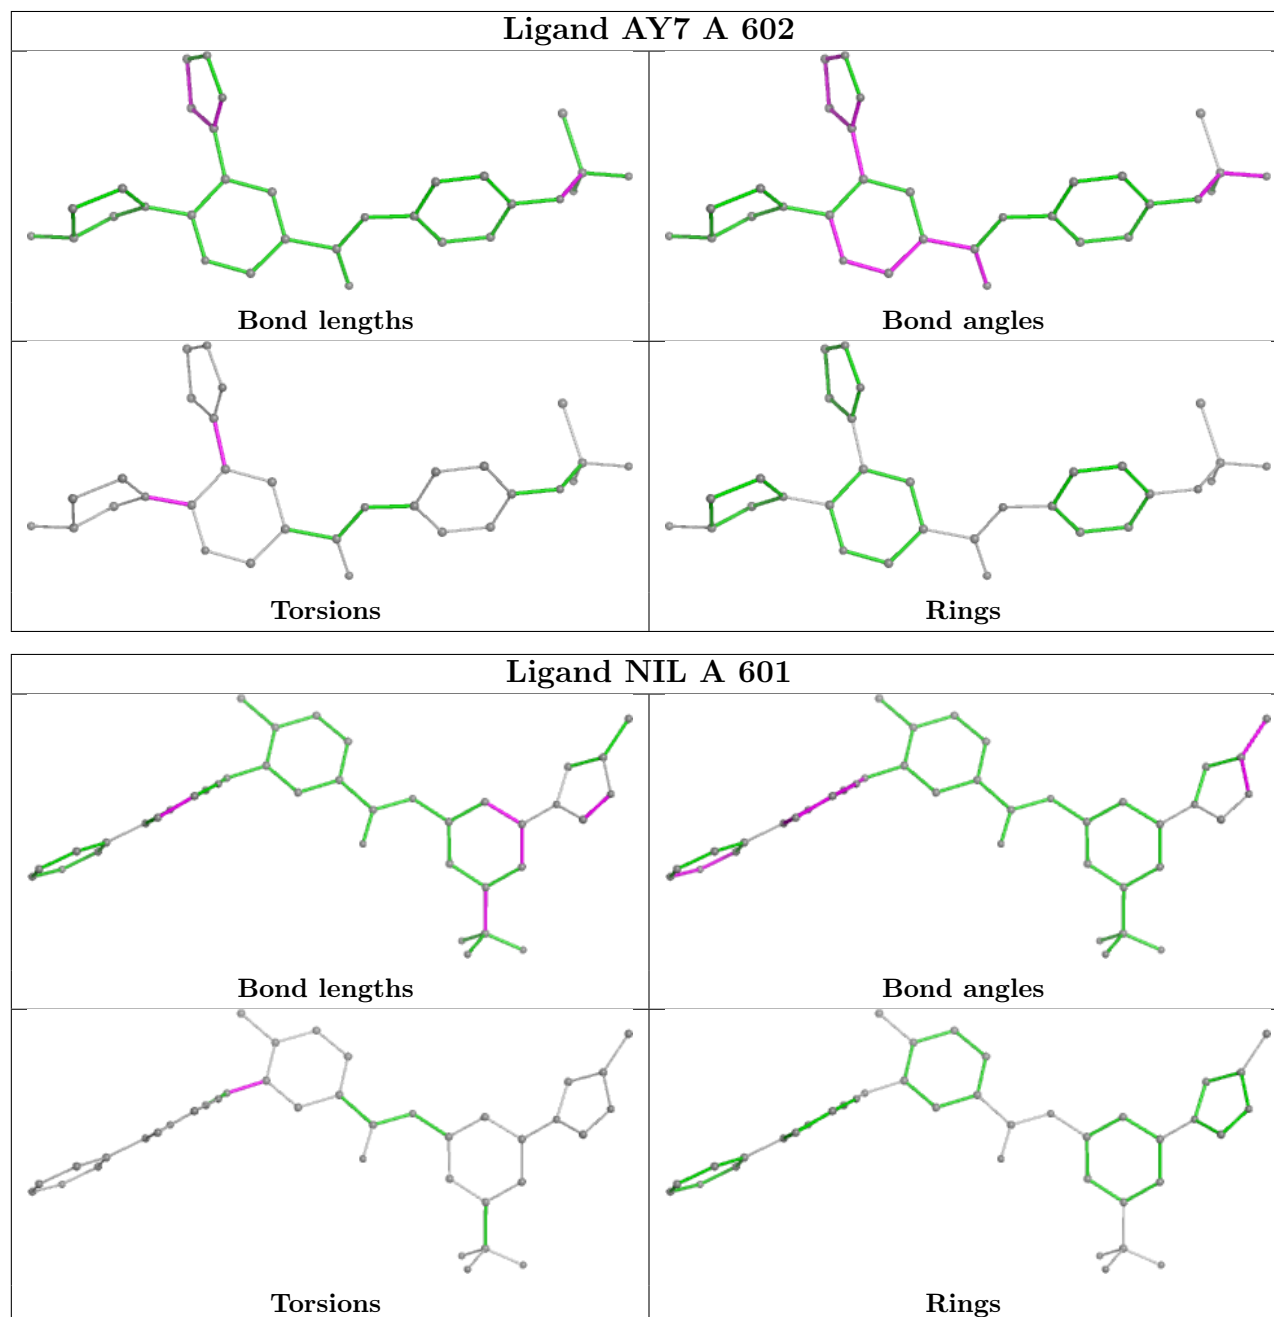 Ligand AY7 A 602
Bond lengths
Bond angles
Torsions
Rings
Ligand NIL A 601
Bond lengths
Bond angles
Torsions
Rings